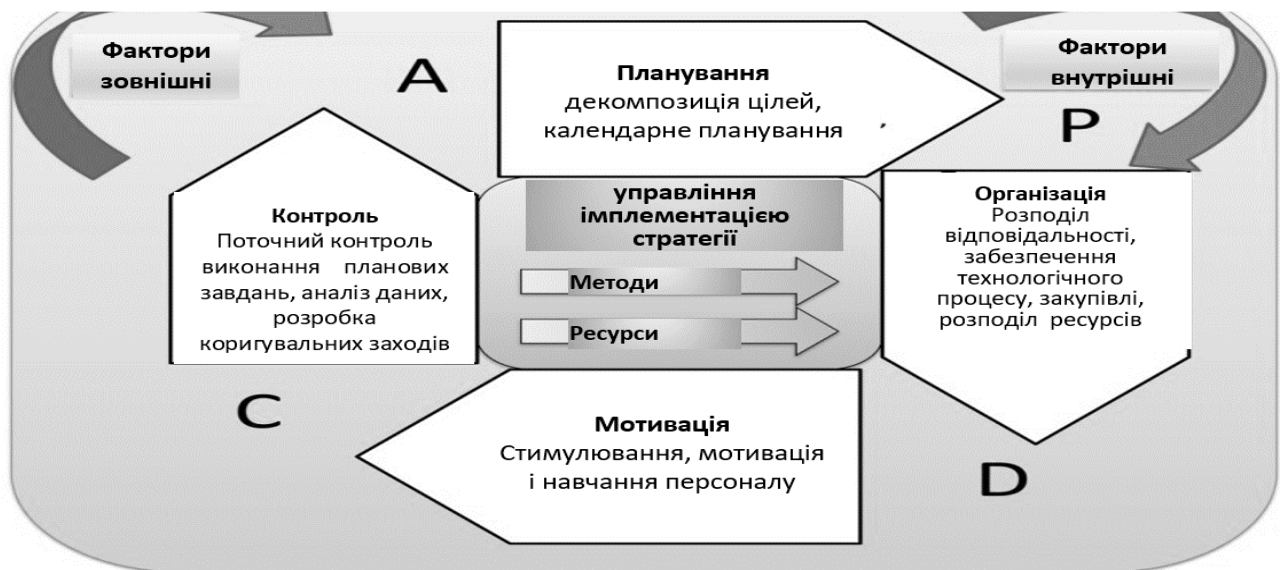 Фактори
зовнішні
A
Планування
декомпозиція цілей,
календарне планування
Фактори
внутрішні
P
Контроль
Поточний контроль
виконання планових
завдань, аналіз даних,
розробка
коригувальних заходів
управління
імплементацією
стратегії
Методи
Ресурси
Організація
Розподіл
відповідальності,
забезпечення
технологічного
процесу, закупівлі,
розподіл ресурсів
C
Мотивація
Стимулювання, мотивація
і навчання персоналу
D